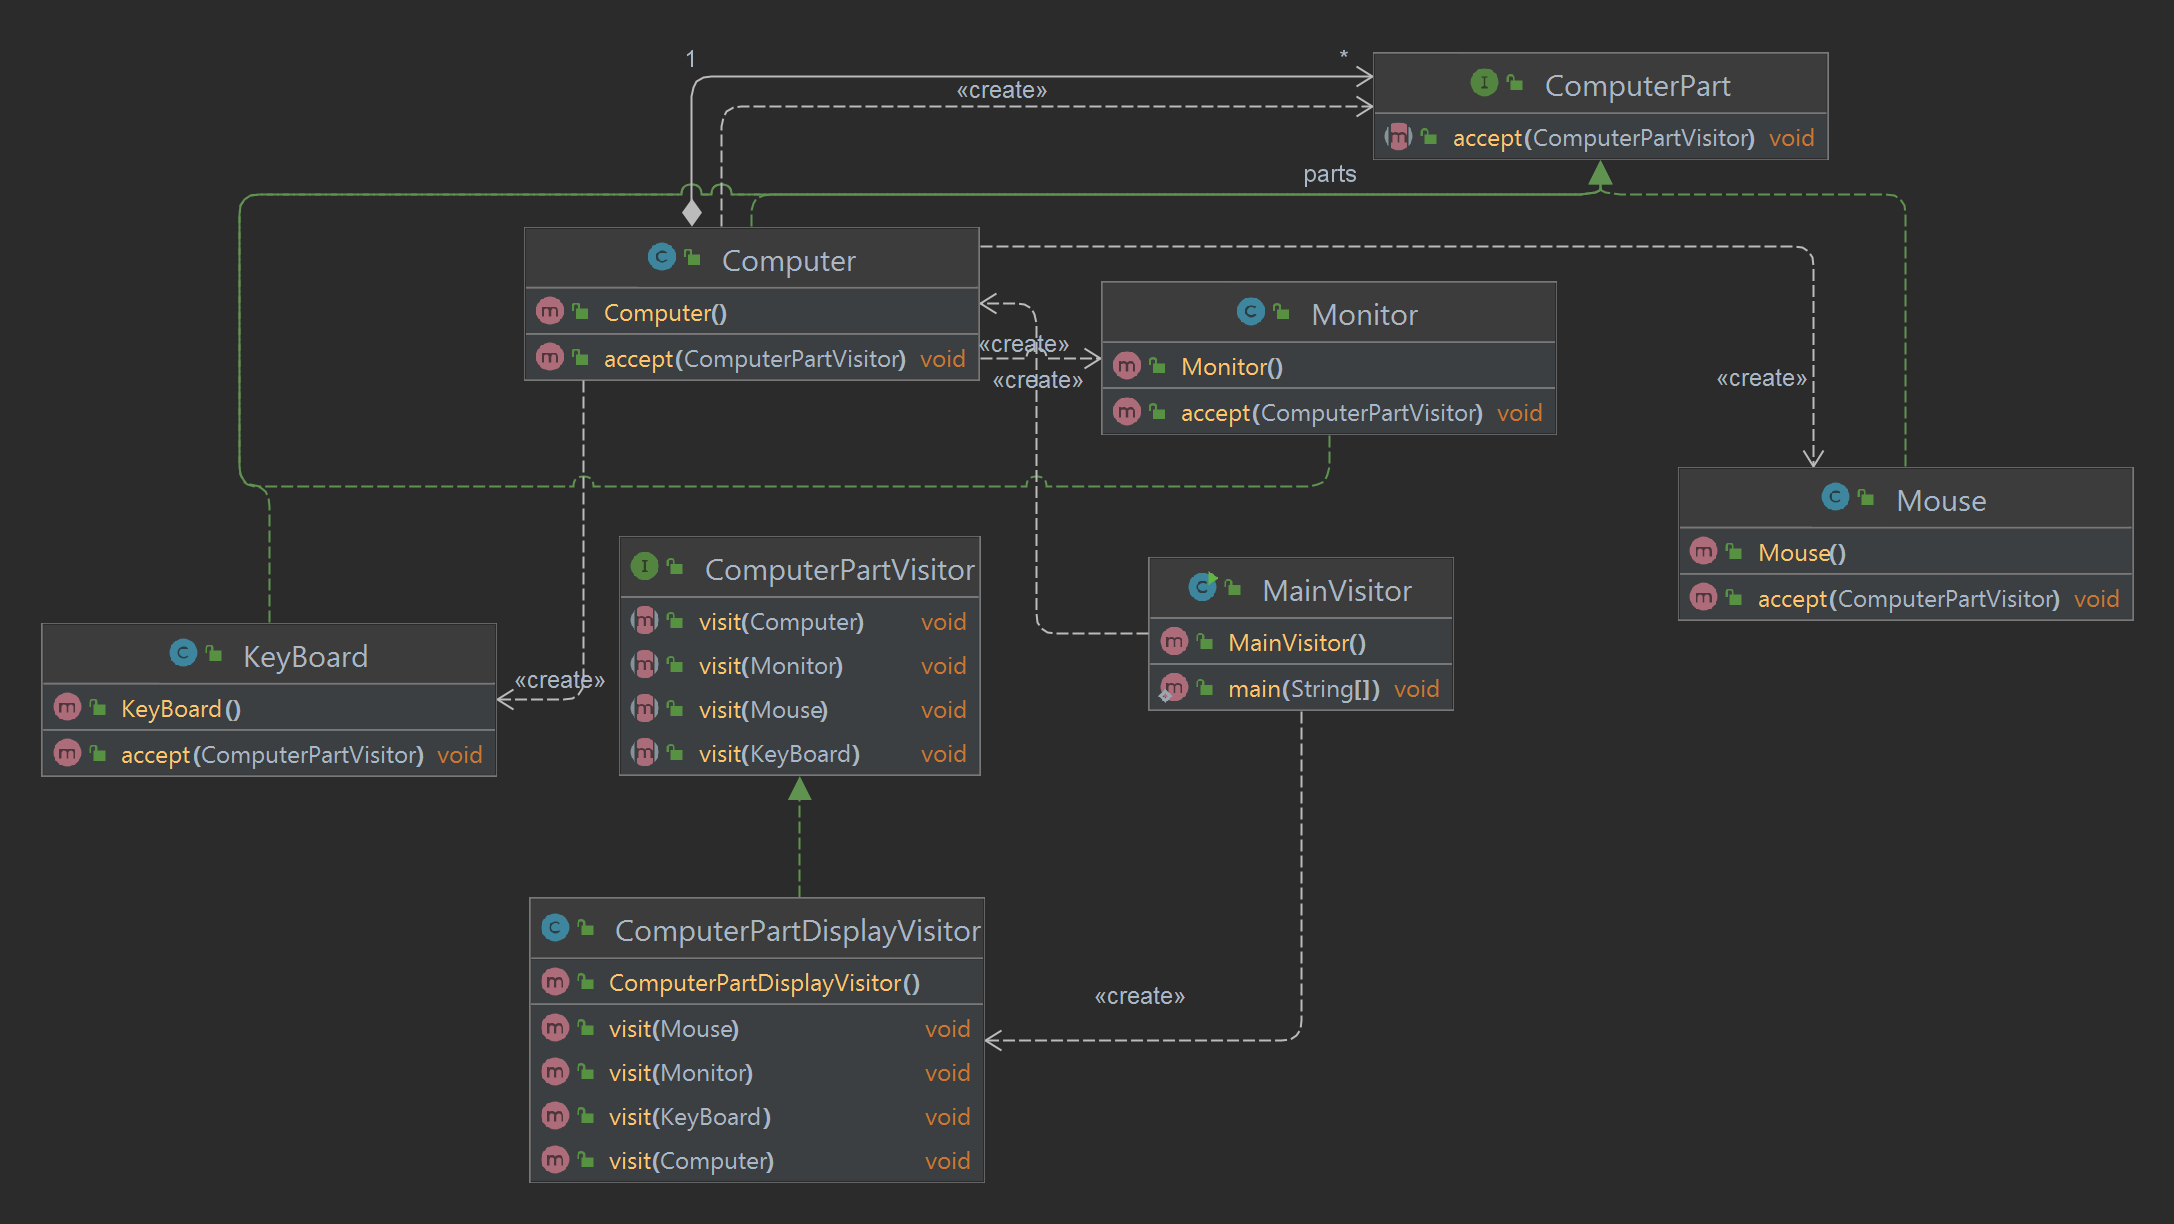 1
*
«create»
ComputerPart
accept(ComputerPartVisitor) void
parts
Computer
Computer()
accept(ComputerPartVisitor) void
«create»
«create»
Monitor
Monitor()
accept(ComputerPartVisitor) void
«create»
Mouse
Mouse()
accept(ComputerPartVisitor) void
KeyBoard
KeyBoard()
accept(ComputerPartVisitor) void
«create»
ComputerPartVisitor
visit(Computer) void
visit(Monitor) void
visit(Mouse) void
visit(KeyBoard) void
MainVisitor
MainVisitor()
main(String[]) void
ComputerPartDisplayVisitor
ComputerPartDisplayVisitor()
visit(Mouse) void
visit(Monitor) void
visit(KeyBoard) void
visit(Computer) void
«create»